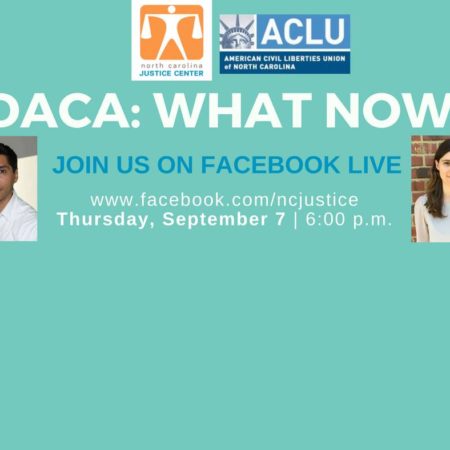 north carolina
JUSTICE CENTER
ACLU
AMERICAN CIVIL LIBERTIES UNION
of NORTH CAROLINA
DACA: WHAT NOW
JOIN US ON FACEBOOK LIVE
www.facebook.com/ncjustice
Thursday, September 7 | 6:00 p.m.